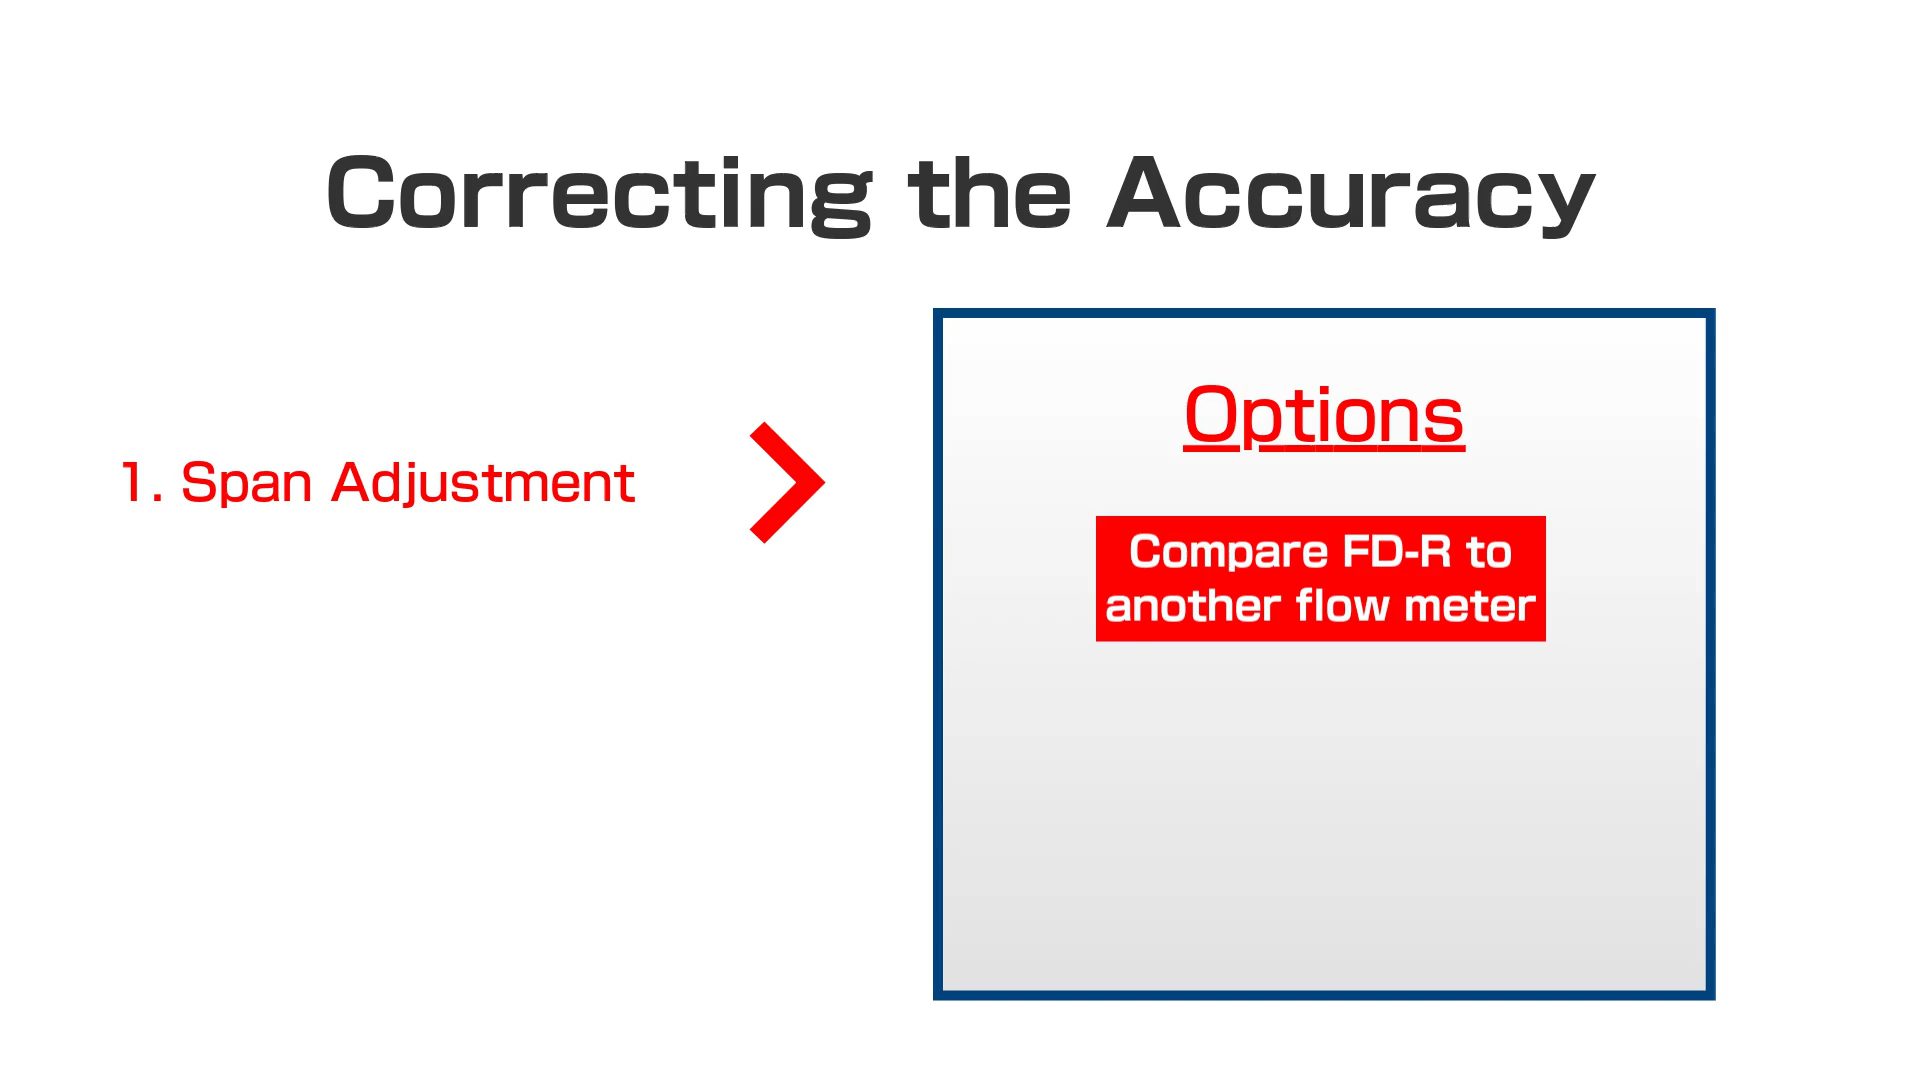 Correcting the Accuracy
1. Span Adjustment
Options
Compare FD-R to
another flow meter